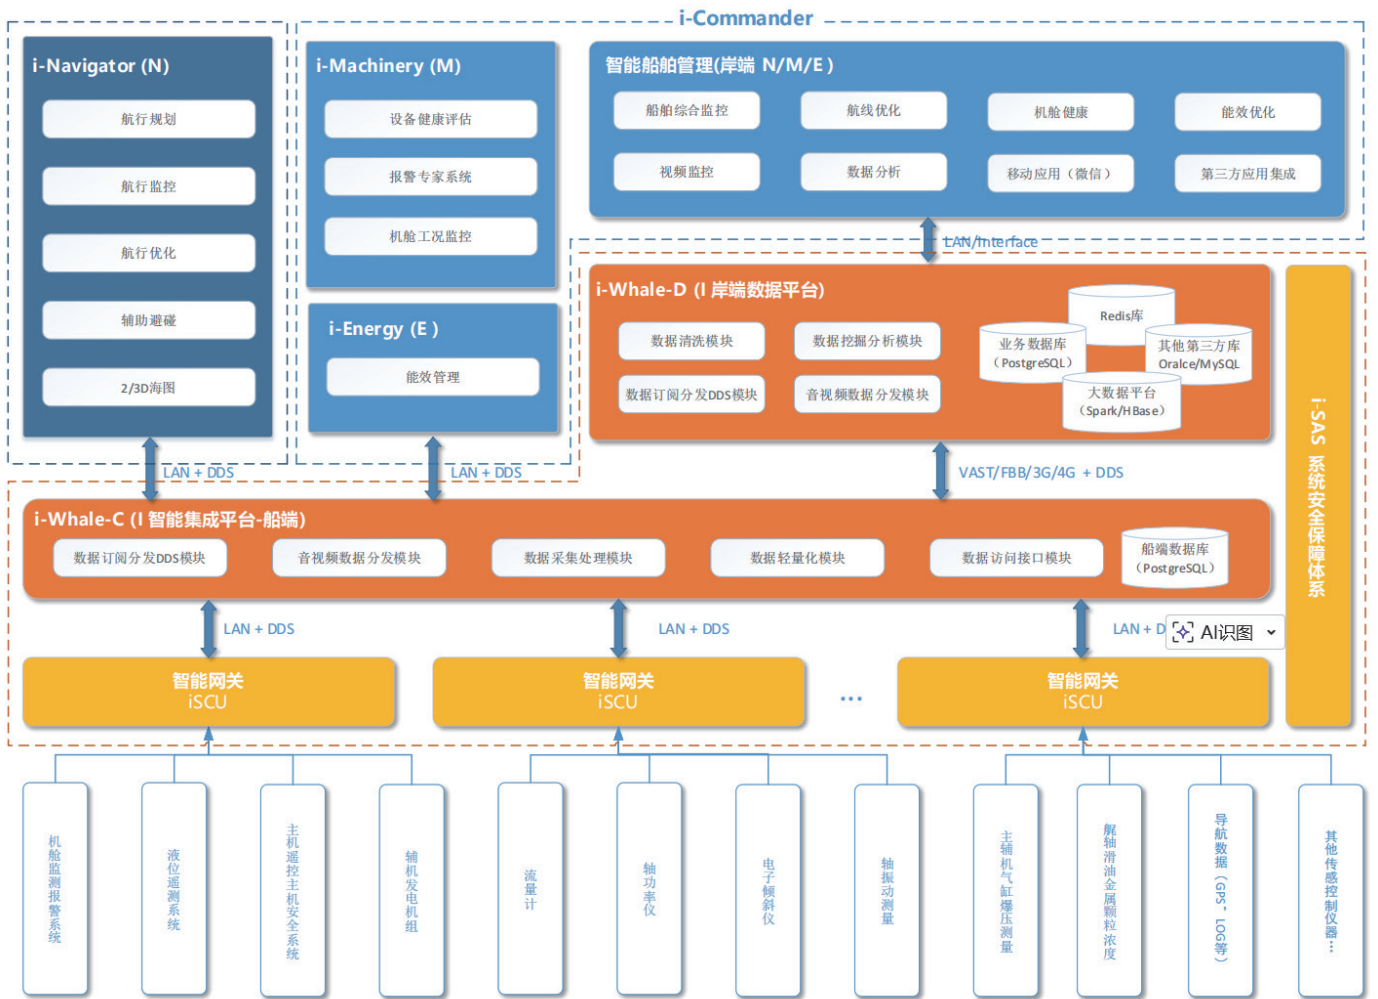 i-Commander
i-Navigator (N)
航行规划
航行监控
航行优化
辅助避碰
2/3D海图
i-Machinery (M)
设备健康评估
报警专家系统
机舱工况监控
i-Energy (E )
能效管理
智能船舶管理(岸端 N/M/E )
船舶综合监控
航线优化
机舱健康
能效优化
视频监控
数据分析
移动应用（微信）
第三方应用集成
LAN/Interface
i-Whale-D (I 岸端数据平台)
数据清洗模块
数据挖掘分析模块
数据订阅分发DDS模块
音视频数据分发模块
Redis库
业务数据库
（PostgreSQL）
其他第三方库
Oralce/MySQL
大数据平台
（Spark/HBase）
i-SAS 系统安全保障体系
LAN + DDS
LAN + DDS
VAST/FBB/3G/4G + DDS
i-Whale-C (I 智能集成平台-船端)
数据订阅分发DDS模块
音视频数据分发模块
数据采集处理模块
数据轻量化模块
数据访问接口模块
船端数据库
（PostgreSQL）
LAN + DDS
LAN + DDS
LAN + D
AI识图
智能网关
iSCU
智能网关
iSCU
...
智能网关
iSCU
机舱监测报警系统
液位遥测系统
主机遥控主机安全系统
辅机发电机组
流量计
轴功率仪
电子倾斜仪
轴振动测量
主辅机气缸爆压测量
艉轴滑油金属颗粒浓度
导航数据（GPS” LOG等）
其他传感控制仪器…